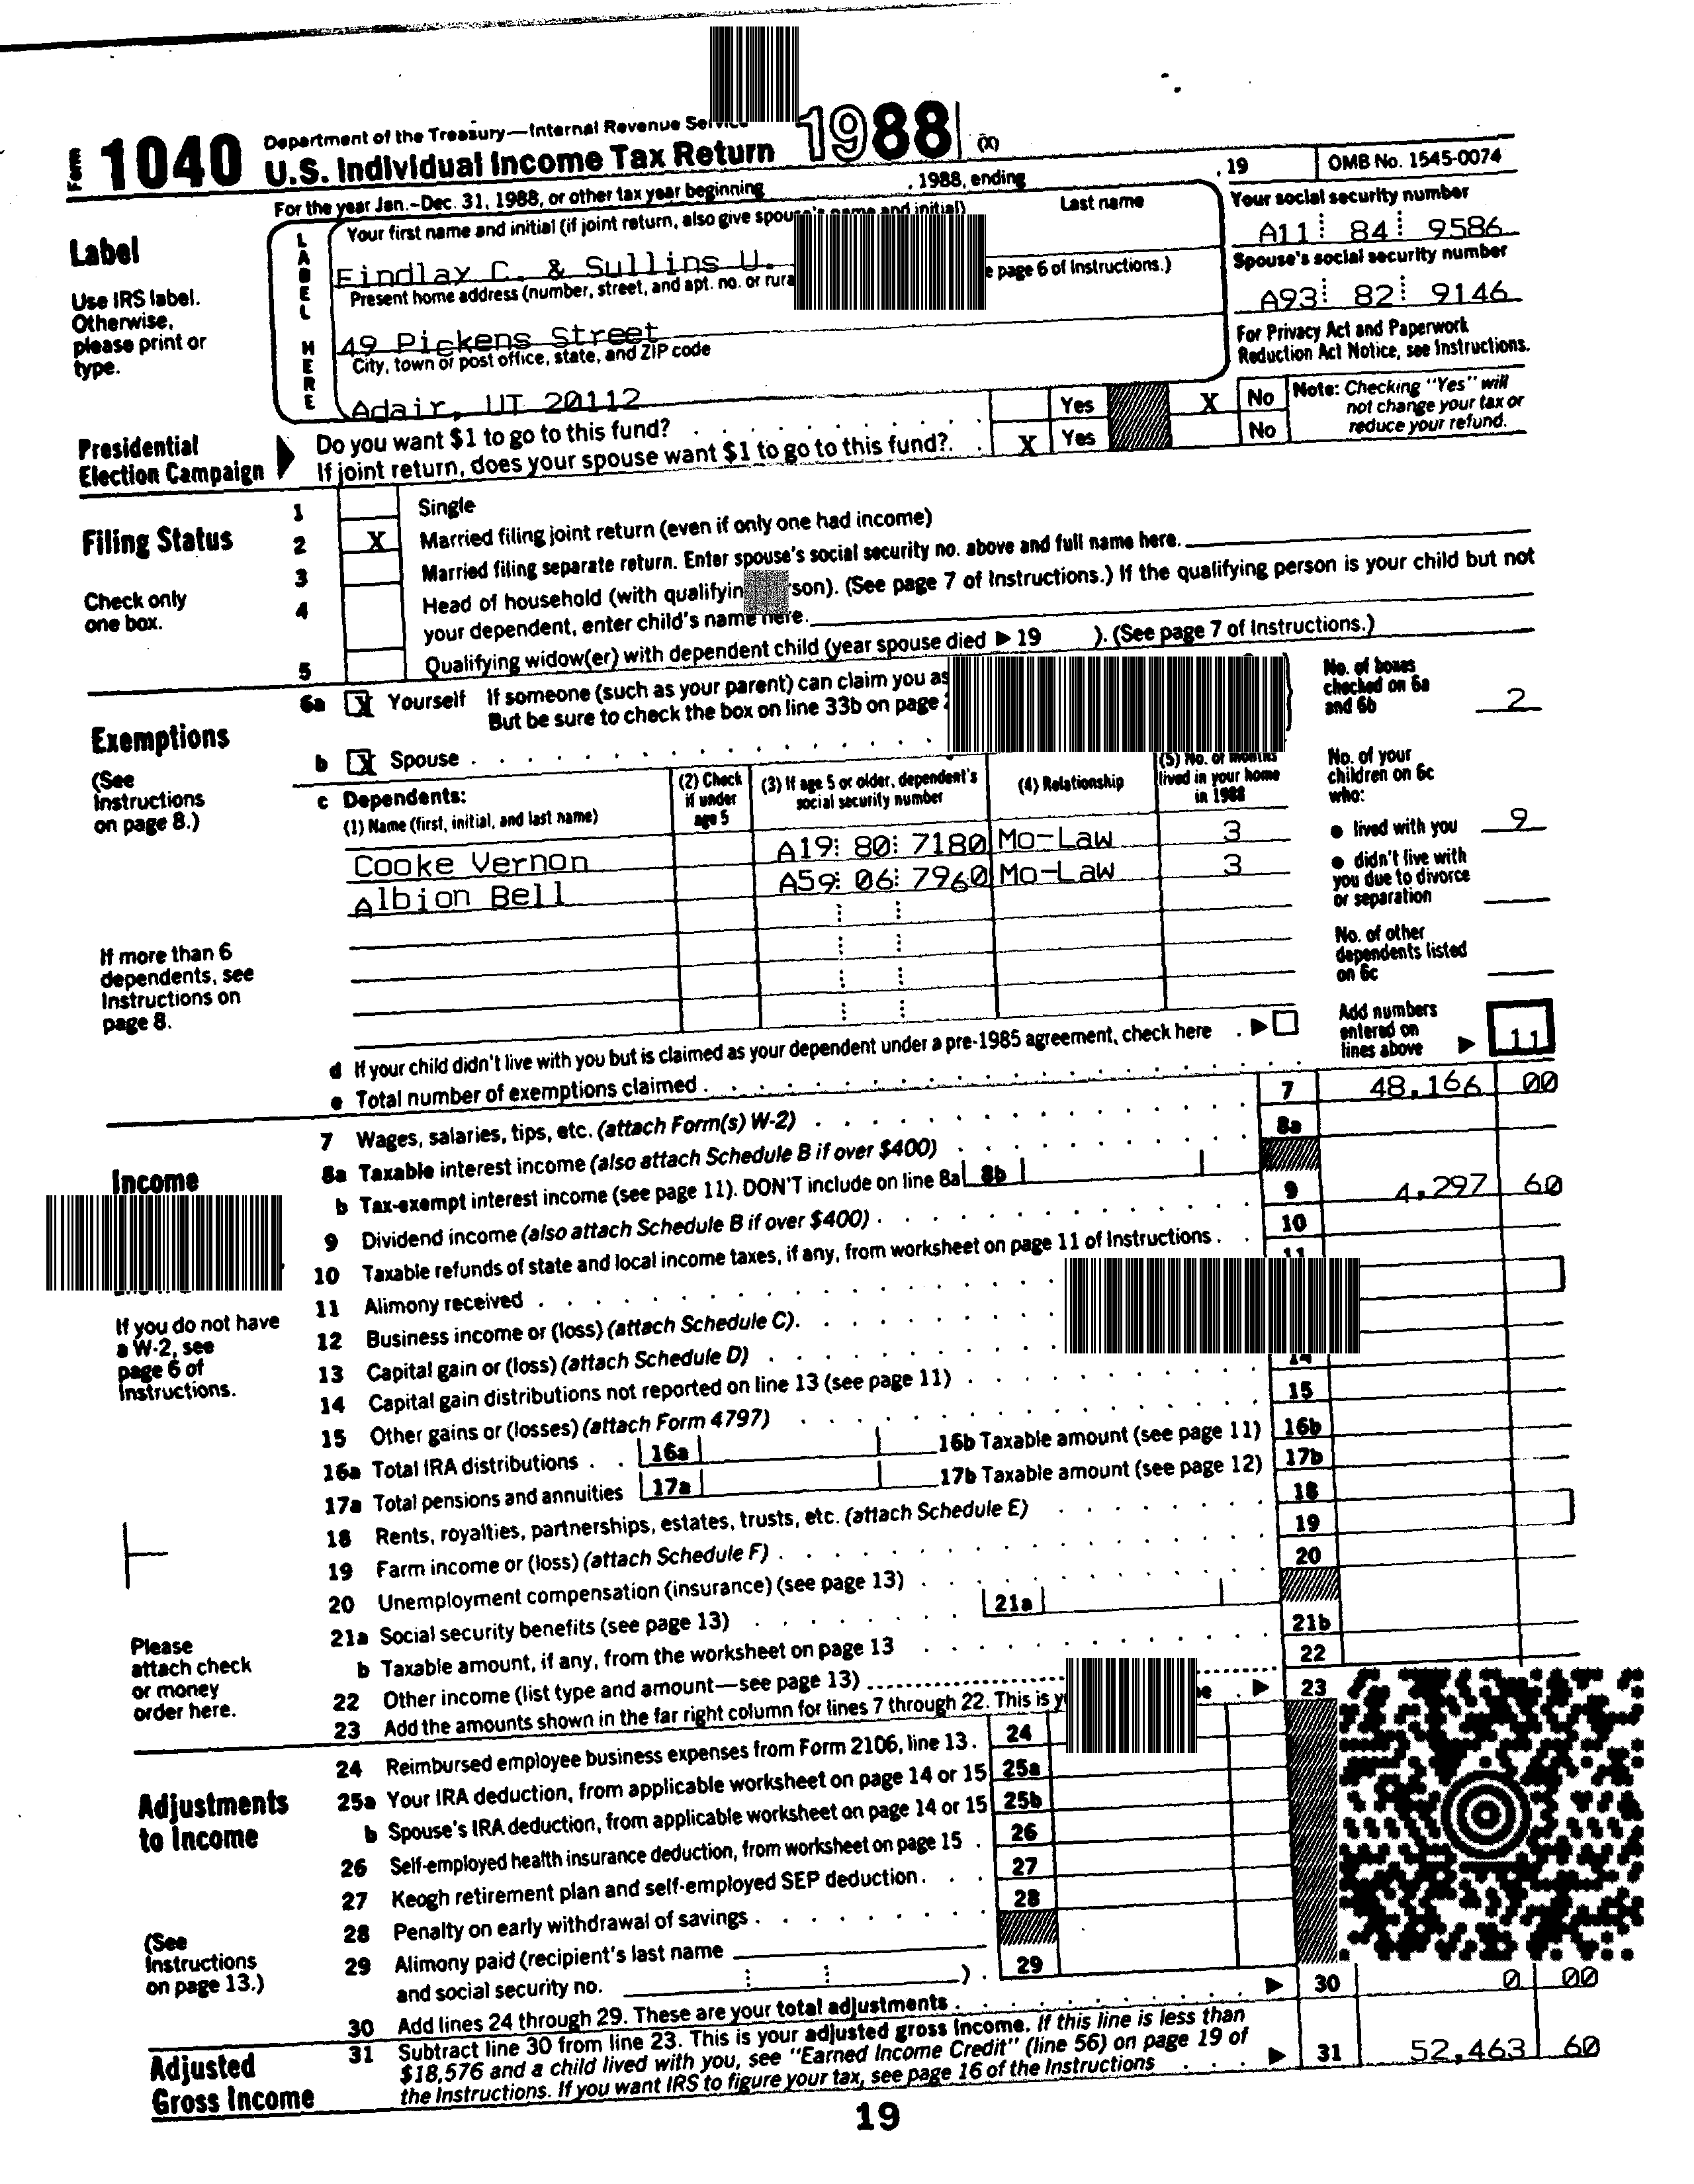 Form 1040 Department of the Treasury—Internal Revenue Service
U.S. Individual Income Tax Return 1988 (X)
For the year Jan.-Dec. 31, 1988, or other tax year beginning , 1988, ending , 19 OMB No. 1545-0074
Label
Use IRS label.
Otherwise,
please print or
type.
LABEL HERE
Your first name and initial (if joint return, also give spouse's name and initial) Last name
Findlay C. & Sullins U.
Present home address (number, street, and apt. no. or rura e page 6 of Instructions.)
49 Pickens Street
City, town or post office, state, and ZIP code
Adair, UT 20112
Your social security number
A11 84 9586
Spouse's social security number
A93 82 9146
For Privacy Act and Paperwork
Reduction Act Notice, see Instructions.
Presidential
Election Campaign
Do you want $1 to go to this fund? Yes X No
If joint return, does your spouse want $1 to go to this fund? X Yes No
Note: Checking "Yes" will
not change your tax or
reduce your refund.
Filing Status
Check only
one box.
1 Single
2 X Married filing joint return (even if only one had income)
3 Married filing separate return. Enter spouse's social security no. above and full name here.
4 Head of household (with qualifyin son). (See page 7 of Instructions.) If the qualifying person is your child but not
your dependent, enter child's name here.
5 Qualifying widow(er) with dependent child (year spouse died ▶ 19 ). (See page 7 of Instructions.)
Exemptions
(See
Instructions
on page 8.)
6a X Yourself If someone (such as your parent) can claim you as
But be sure to check the box on line 33b on page
b X Spouse
No. of boxes
checked on 6a
and 6b 2
c Dependents:
(1) Name (first, initial, and last name)
(2) Check
if under
age 5
(3) If age 5 or older, dependent's
social security number
(4) Relationship
(5) No. of months
lived in your home
in 1988
Cooke Vernon A19 80 7180 Mo-Law 3
Albion Bell A59 06 7960 Mo-Law 3
No. of your
children on 6c
who:
● lived with you 9
● didn't live with
you due to divorce
or separation
No. of other
dependents listed
on 6c
If more than 6
dependents, see
Instructions on
page 8.
d If your child didn't live with you but is claimed as your dependent under a pre-1985 agreement, check here ▶
e Total number of exemptions claimed
Add numbers
entered on
lines above ▶ 11
Income
If you do not have
a W-2, see
page 6 of
Instructions.
Please
attach check
or money
order here.
7 Wages, salaries, tips, etc. (attach Form(s) W-2) 7 48,166 00
8a Taxable interest income (also attach Schedule B if over $400) 8a
b Tax-exempt interest income (see page 11). DON'T include on line 8a 8b
9 Dividend income (also attach Schedule B if over $400) 9 4,297 60
10 Taxable refunds of state and local income taxes, if any, from worksheet on page 11 of Instructions 10
11 Alimony received 11
12 Business income or (loss) (attach Schedule C)
13 Capital gain or (loss) (attach Schedule D)
14 Capital gain distributions not reported on line 13 (see page 11) 14
15 Other gains or (losses) (attach Form 4797) 15
16a Total IRA distributions 16a 16b Taxable amount (see page 11) 16b
17a Total pensions and annuities 17a 17b Taxable amount (see page 12) 17b
18 Rents, royalties, partnerships, estates, trusts, etc. (attach Schedule E) 18
19 Farm income or (loss) (attach Schedule F) 19
20 Unemployment compensation (insurance) (see page 13) 20
21a Social security benefits (see page 13) 21a
b Taxable amount, if any, from the worksheet on page 13 21b
22 Other income (list type and amount—see page 13) 22
23 Add the amounts shown in the far right column for lines 7 through 22. This is y ▶ 23
Adjustments
to Income
(See
Instructions
on page 13.)
24 Reimbursed employee business expenses from Form 2106, line 13. 24
25a Your IRA deduction, from applicable worksheet on page 14 or 15 25a
b Spouse's IRA deduction, from applicable worksheet on page 14 or 15 25b
26 Self-employed health insurance deduction, from worksheet on page 15 26
27 Keogh retirement plan and self-employed SEP deduction 27
28 Penalty on early withdrawal of savings 28
29 Alimony paid (recipient's last name
and social security no. ). 29
30 Add lines 24 through 29. These are your total adjustments ▶ 30 0 00
Adjusted
Gross Income
31 Subtract line 30 from line 23. This is your adjusted gross income. If this line is less than
$18,576 and a child lived with you, see "Earned Income Credit" (line 56) on page 19 of
the Instructions. If you want IRS to figure your tax, see page 16 of the Instructions ▶ 31 52,463 60
19